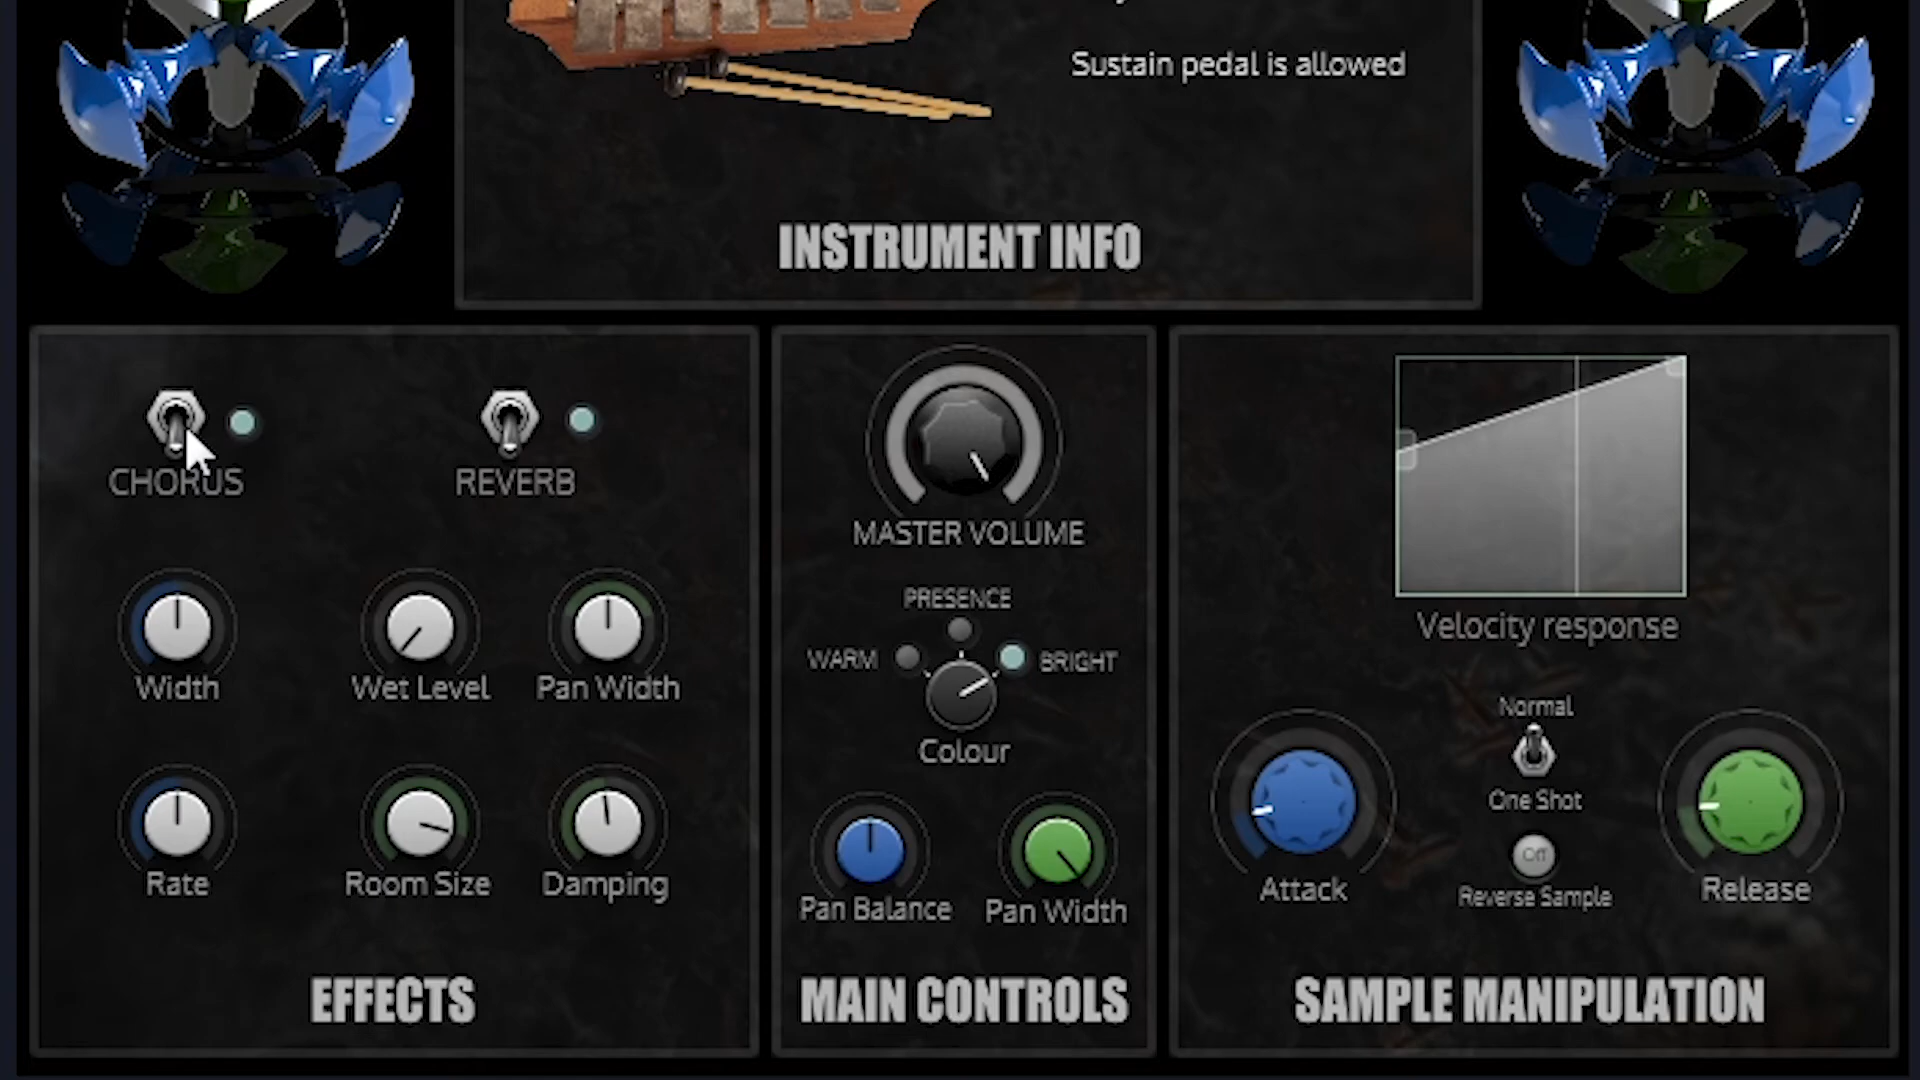 Sustain pedal is allowed
INSTRUMENT INFO
CHORUS
REVERB
Width
Wet Level
Pan Width
Rate
Room Size
Damping
EFFECTS
MASTER VOLUME
PRESENCE
WARM
BRIGHT
Colour
Pan Balance
Pan Width
MAIN CONTROLS
Velocity response
Normal
One Shot
Off
Reverse Sample
Attack
Release
SAMPLE MANIPULATION